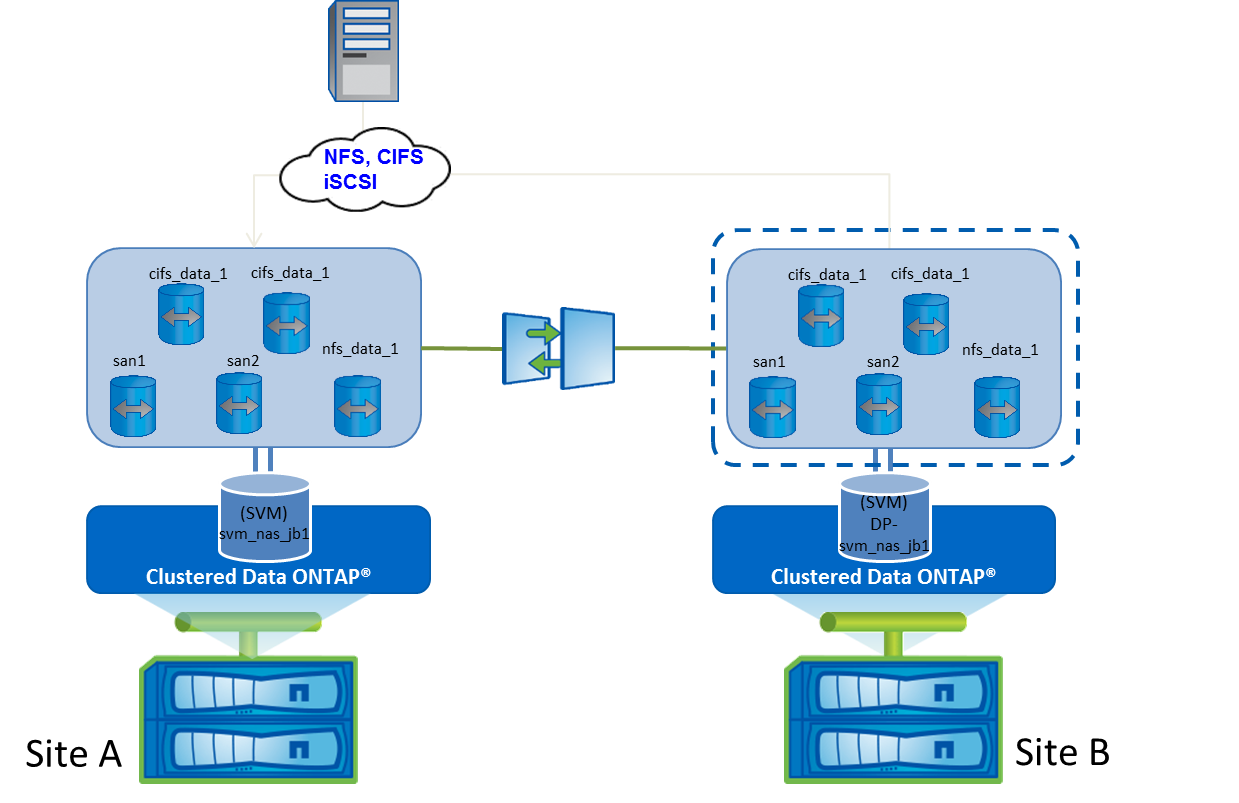 NFS, CIFS
iSCSI
cifs_data_1
cifs_data_1
san1
san2
nfs_data_1
cifs_data_1
cifs_data_1
san1
san2
nfs_data_1
(SVM)
svm_nas_jb1
Clustered Data ONTAP®
(SVM)
DP-
svm_nas_jb1
Clustered Data ONTAP®
Site A
Site B